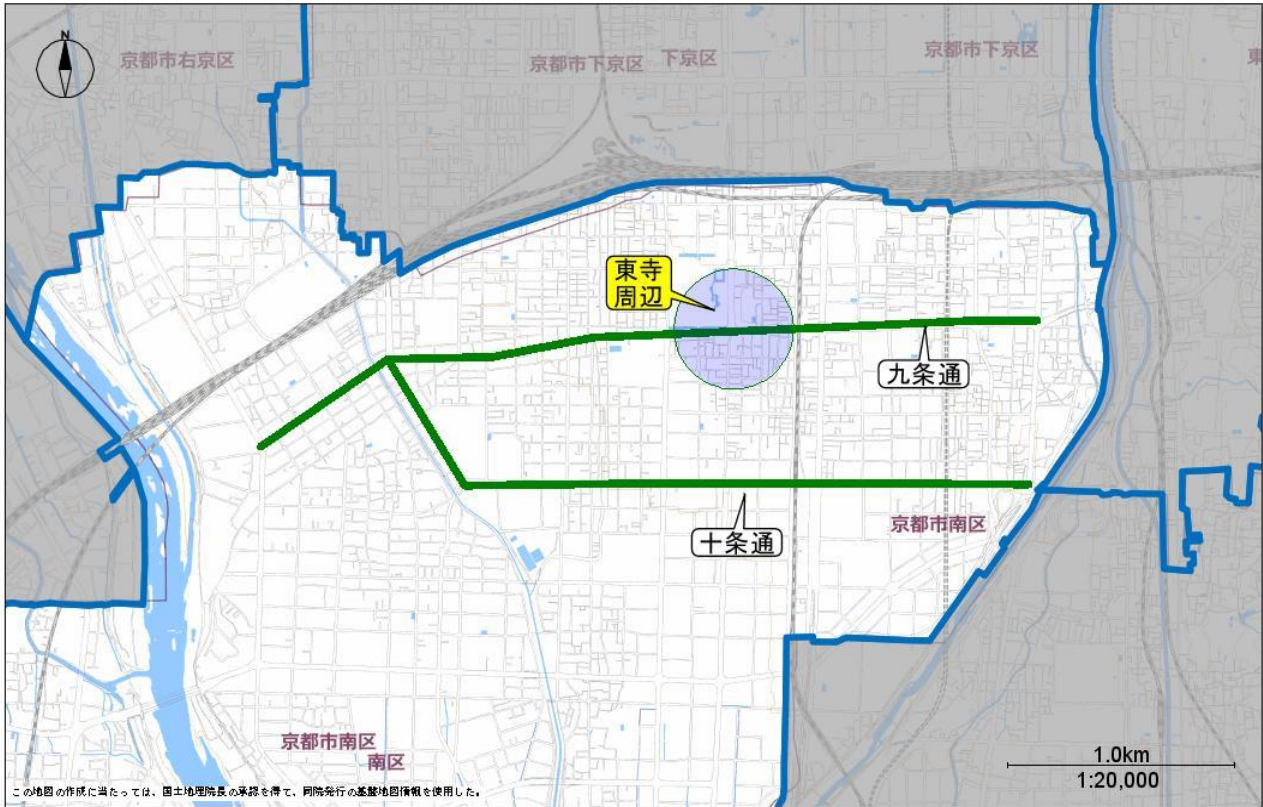 N
京都市右京区
京都市下京区
下京区
京都市下京区
東
東寺
周辺
九条通
十条通
京都市南区
京都市南区
南区
1.0km
1:20,000
この地図の作成に当たっては、国土地理院長の承認を得て、同院発行の基盤地図情報を使用した。